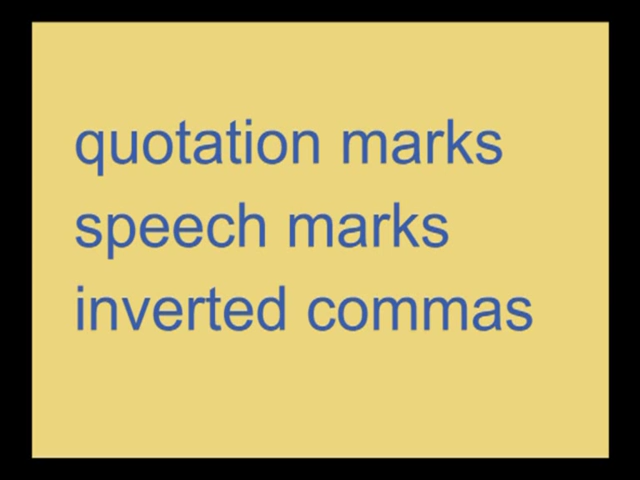 quotation marks
speech marks
inverted commas